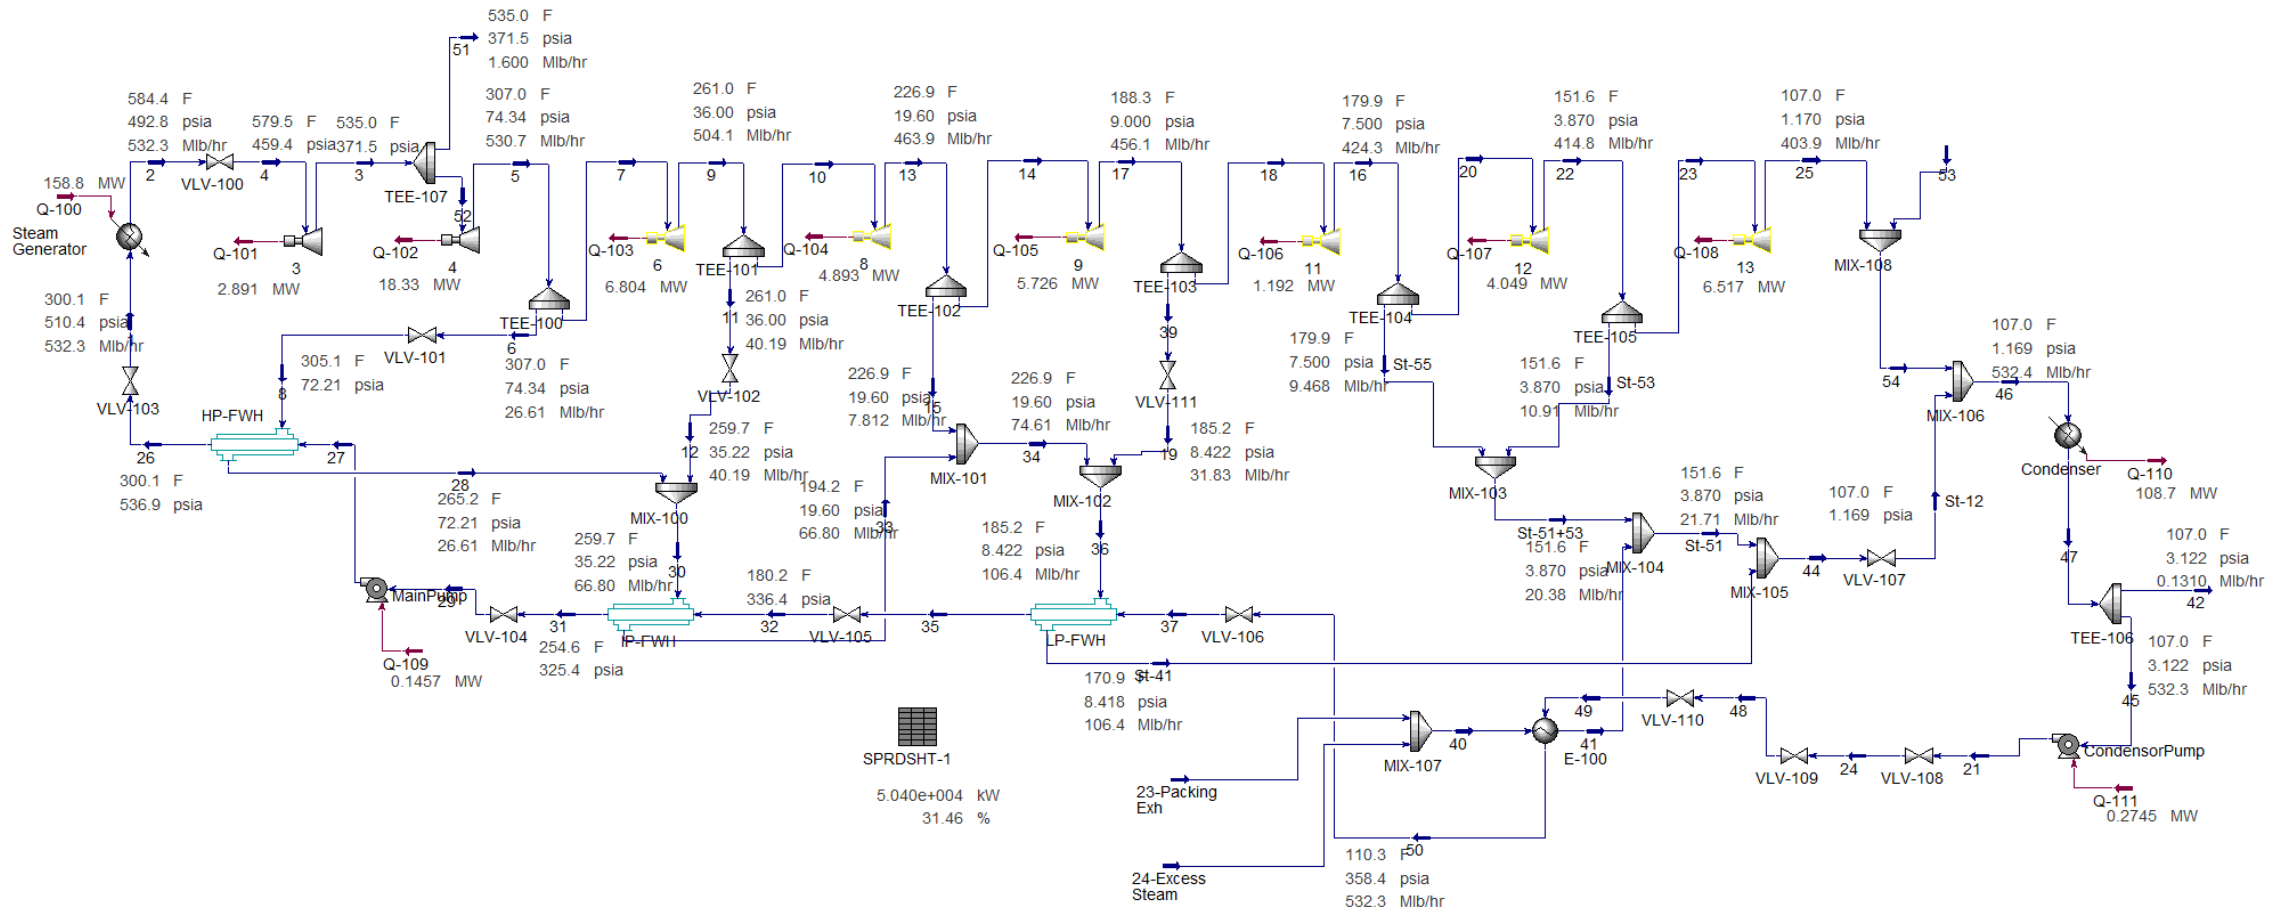 535.0 F
371.5 psia
1.600 Mlb/hr
51
584.4 F
492.8 psia
532.3 Mlb/hr
579.5 F
459.4 psia
535.0 F
371.5 psia
307.0 F
74.34 psia
530.7 Mlb/hr
261.0 F
36.00 psia
504.1 Mlb/hr
226.9 F
19.60 psia
463.9 Mlb/hr
188.3 F
9.000 psia
456.1 Mlb/hr
179.9 F
7.500 psia
424.3 Mlb/hr
151.6 F
3.870 psia
414.8 Mlb/hr
107.0 F
1.170 psia
403.9 Mlb/hr
2
VLV-100
4
3
TEE-107
52
5
7
9
10
13
14
17
18
16
20
22
23
25
53
158.8 MW
Q-100
Steam
Generator
Q-101
3
2.891 MW
Q-102
4
18.33 MW
TEE-100
Q-103
6
6.804 MW
TEE-101
Q-104
8
4.893 MW
TEE-102
Q-105
9
5.726 MW
TEE-103
Q-106
11
1.192 MW
TEE-104
Q-107
12
4.049 MW
TEE-105
Q-108
13
6.517 MW
MIX-108
300.1 F
510.4 psia
532.3 Mlb/hr
1
VLV-103
VLV-101
6
305.1 F
72.21 psia
8
307.0 F
74.34 psia
26.61 Mlb/hr
11
261.0 F
36.00 psia
40.19 Mlb/hr
VLV-102
12
259.7 F
35.22 psia
40.19 Mlb/hr
226.9 F
19.60 psia
7.812 Mlb/hr
15
226.9 F
19.60 psia
74.61 Mlb/hr
39
VLV-111
19
185.2 F
8.422 psia
31.83 Mlb/hr
179.9 F
7.500 psia
9.468 Mlb/hr
St-55
151.6 F
3.870 psia
10.91 Mlb/hr
St-53
54
107.0 F
1.169 psia
532.4 Mlb/hr
46
MIX-106
HP-FWH
26
27
300.1 F
536.9 psia
28
265.2 F
72.21 psia
26.61 Mlb/hr
MIX-100
259.7 F
35.22 psia
66.80 Mlb/hr
30
194.2 F
19.60 psia
66.80 Mlb/hr
33
MIX-101
34
MIX-102
185.2 F
8.422 psia
106.4 Mlb/hr
36
MIX-103
St-51+53
151.6 F
3.870 psia
20.38 Mlb/hr
MIX-104
151.6 F
3.870 psia
21.71 Mlb/hr
St-51
MIX-105
44
107.0 F
1.169 psia
VLV-107
St-12
Condenser
Q-110
108.7 MW
47
107.0 F
3.122 psia
0.1310 Mlb/hr
42
TEE-106
107.0 F
3.122 psia
532.3 Mlb/hr
45
MainPump
29
Q-109
0.1457 MW
VLV-104
31
254.6 F
325.4 psia
IP-FWH
180.2 F
336.4 psia
32
VLV-105
35
LP-FWH
37
VLV-106
St-41
170.9 F
8.418 psia
106.4 Mlb/hr
SPRDSHT-1
5.040e+004 kW
31.46 %
23-Packing
Exh
24-Excess
Steam
MIX-107
40
E-100
41
49
VLV-110
48
VLV-109
24
VLV-108
21
CondensorPump
Q-111
0.2745 MW
50
110.3 F
358.4 psia
532.3 Mlb/hr